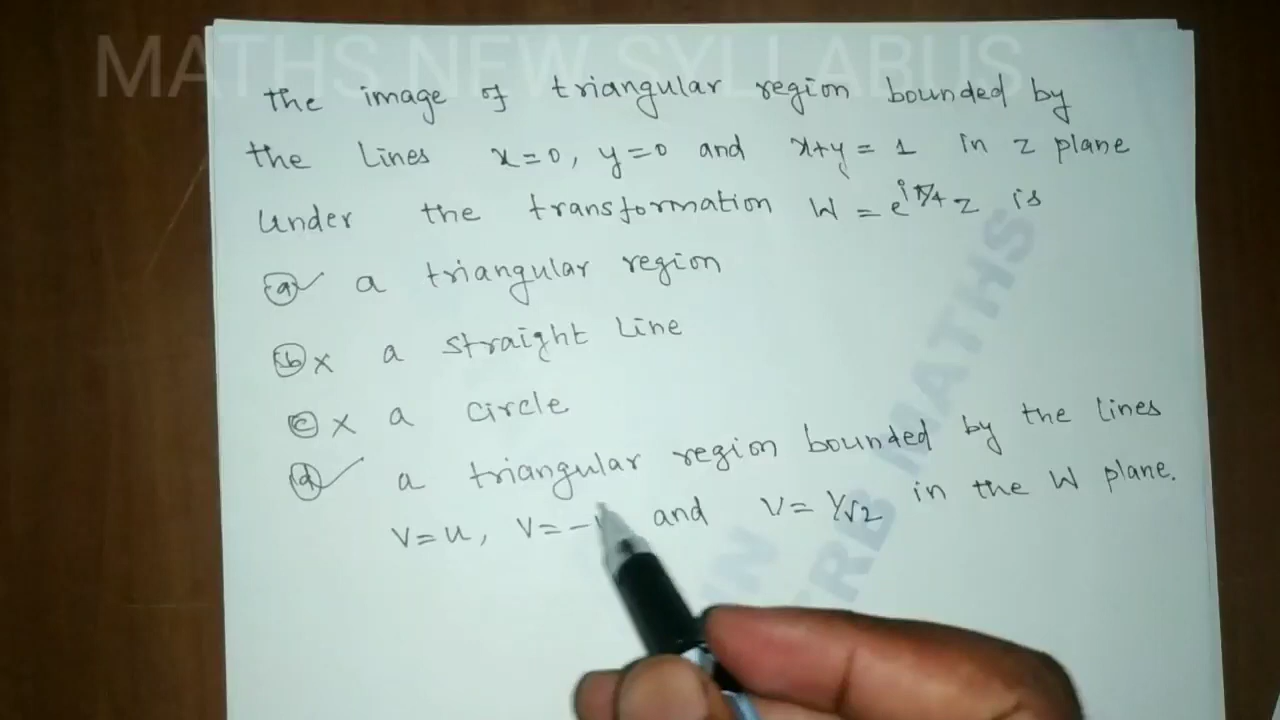 MATHS NEW SYLLABUS
the image of triangular region bounded by
the Lines x=0, y=0 and x+y = 1 in z plane
under the transformation W = e^iπ/4 z is
(a) ✓ a triangular region
(b) x a straight line
(c) x a circle
(d) ✓ a triangular region bounded by the lines
V=u, V=- and V= 1/√2 in the W plane.
MATHS